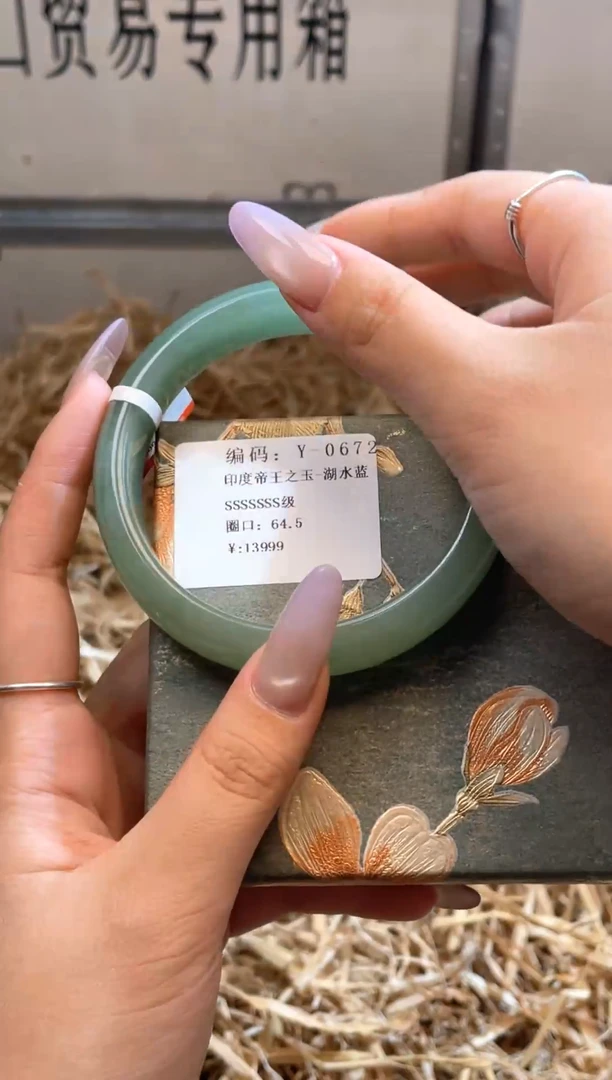 贸易专用箱
编码: Y-0672
印度帝王之玉-湖水蓝
SSSSSSS级
圈口: 64.5
¥:13999